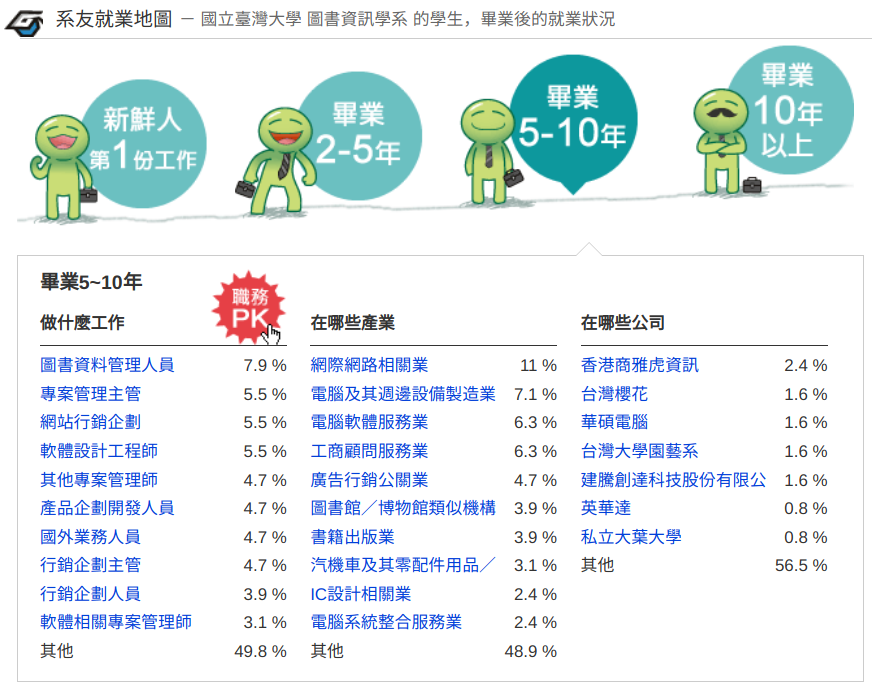 系友就業地圖 － 國立臺灣大學 圖書資訊學系 的學生，畢業後的就業狀況
新鮮人
第1份工作
畢業
2-5年
畢業
5-10年
畢業
10年
以上
畢業5~10年
職務
PK
做什麼工作
圖書資料管理人員 7.9 %
專案管理主管 5.5 %
網站行銷企劃 5.5 %
軟體設計工程師 5.5 %
其他專案管理師 4.7 %
產品企劃開發人員 4.7 %
國外業務人員 4.7 %
行銷企劃主管 4.7 %
行銷企劃人員 3.9 %
軟體相關專案管理師 3.1 %
其他 49.8 %
在哪些產業
網際網路相關業 11 %
電腦及其週邊設備製造業 7.1 %
電腦軟體服務業 6.3 %
工商顧問服務業 6.3 %
廣告行銷公關業 4.7 %
圖書館／博物館類似機構 3.9 %
書籍出版業 3.9 %
汽機車及其零配件用品／ 3.1 %
IC設計相關業 2.4 %
電腦系統整合服務業 2.4 %
其他 48.9 %
在哪些公司
香港商雅虎資訊 2.4 %
台灣櫻花 1.6 %
華碩電腦 1.6 %
台灣大學園藝系 1.6 %
建騰創達科技股份有限公 1.6 %
英華達 0.8 %
私立大葉大學 0.8 %
其他 56.5 %